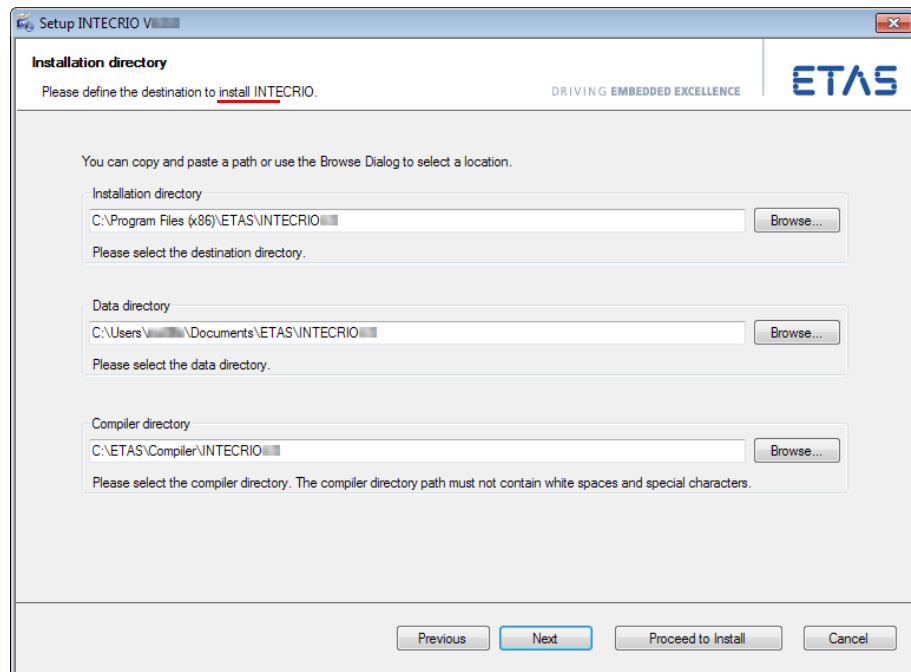 Setup INTECRIO V
Installation directory
Please define the destination to install INTECRIO.
DRIVING EMBEDDED EXCELLENCE
ETAS
You can copy and paste a path or use the Browse Dialog to select a location.
Installation directory
C:\Program Files (x86)\ETAS\INTECRIO
Browse...
Please select the destination directory.
Data directory
C:\Users\ \Documents\ETAS\INTECRIO
Browse...
Please select the data directory.
Compiler directory
C:\ETAS\Compiler\INTECRIO
Browse...
Please select the compiler directory. The compiler directory path must not contain white spaces and special characters.
Previous
Next
Proceed to Install
Cancel